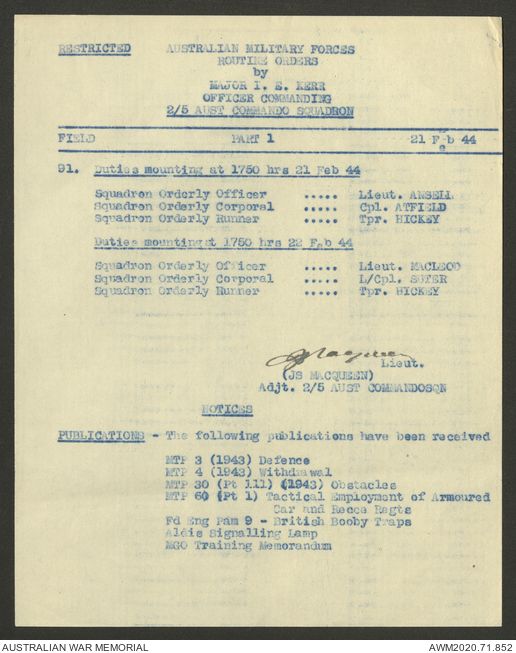 RESTRICTED AUSTRALIAN MILITARY FORCES
ROUTINE ORDERS
by
MAJOR I. E. KERR
OFFICER COMMANDING
2/5 AUST COMMANDO SQUADRON
FIELD PART 1 21 Feb 44
91. Duties mounting at 1750 hrs 21 Feb 44
Squadron Orderly Officer ..... Lieut. ANSELL
Squadron Orderly Corporal ..... Cpl. ATFIELD
Squadron Orderly Runner ..... Tpr. HICKEY
Duties mounting at 1750 hrs 22 Feb 44
Squadron Orderly Officer ..... Lieut. MACLEOD
Squadron Orderly Corporal ..... L/Cpl. SUTER
Squadron Orderly Runner ..... Tpr. HICKEY
JSMacqueen Lieut.
(JS MACQUEEN)
Adjt. 2/5 AUST COMMANDOSQN
NOTICES
PUBLICATIONS - The following publications have been received
MTP 3 (1943) Defence
MTP 4 (1943) Withdrawal
MTP 30 (Pt 111) (1943) Obstacles
MTP 60 (Pt 1) Tactical Employment of Armoured
Car and Recce Regts
Fd Eng Pam 9 - British Booby Traps
Aldis Signalling Lamp
MGO Training Memorandum
AUSTRALIAN WAR MEMORIAL AWM2020.71.852